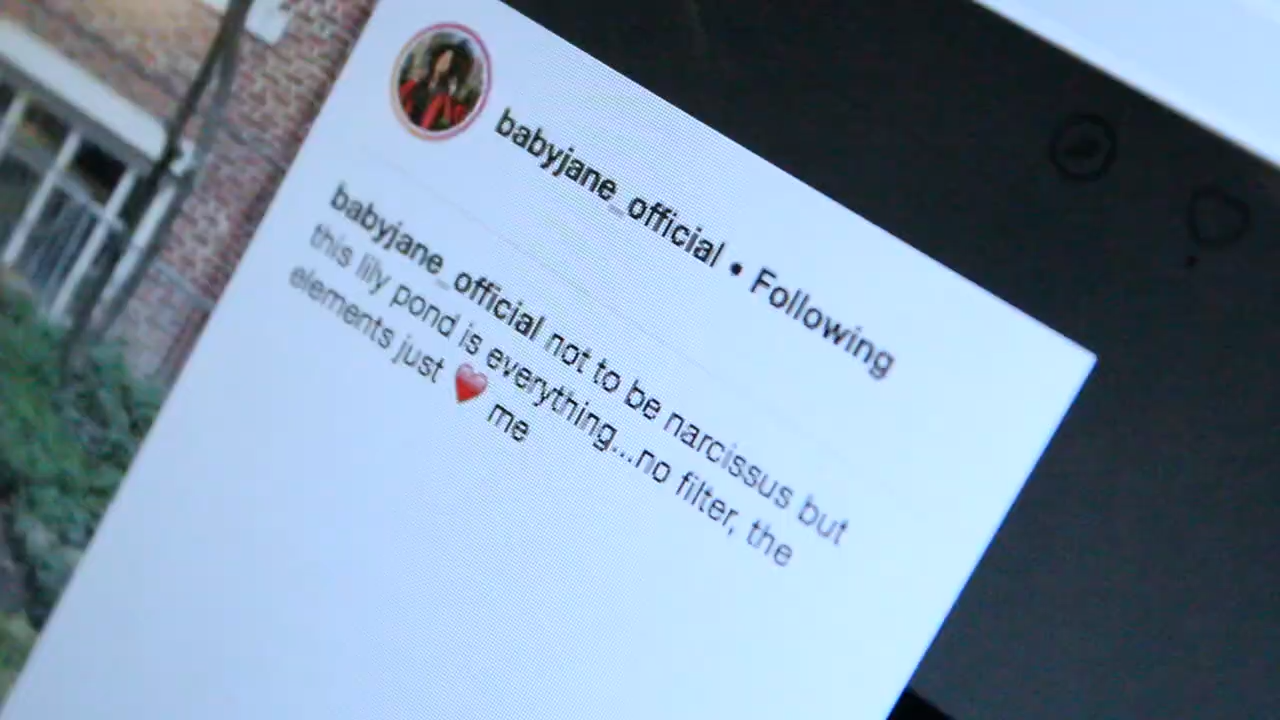 babyjane_official • Following
babyjane_official not to be narcissus but
this lily pond is everything...no filter, the
elements just ❤️ me